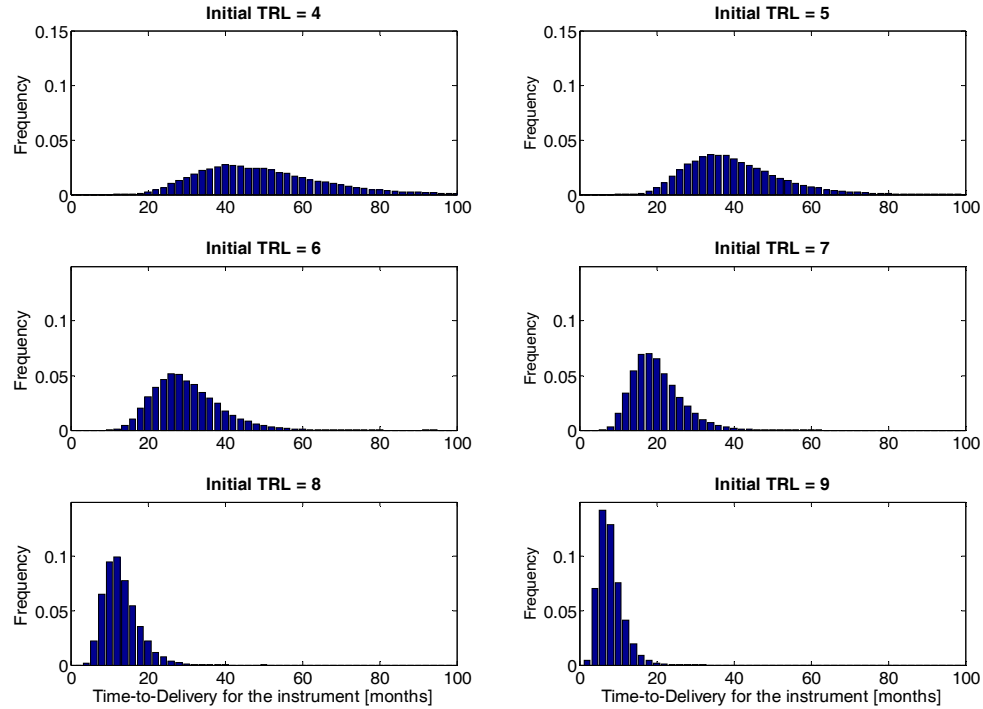 Initial TRL = 4
0.15
0.1
0.05
0
Frequency
0 20 40 60 80 100
Initial TRL = 5
0.15
0.1
0.05
0
Frequency
0 20 40 60 80 100
Initial TRL = 6
0.1
0.05
0
Frequency
0 20 40 60 80 100
Initial TRL = 7
0.1
0.05
0
Frequency
0 20 40 60 80 100
Initial TRL = 8
0.1
0.05
0
Frequency
0 20 40 60 80 100
Time-to-Delivery for the instrument [months]
Initial TRL = 9
0.1
0.05
0
Frequency
0 20 40 60 80 100
Time-to-Delivery for the instrument [months]